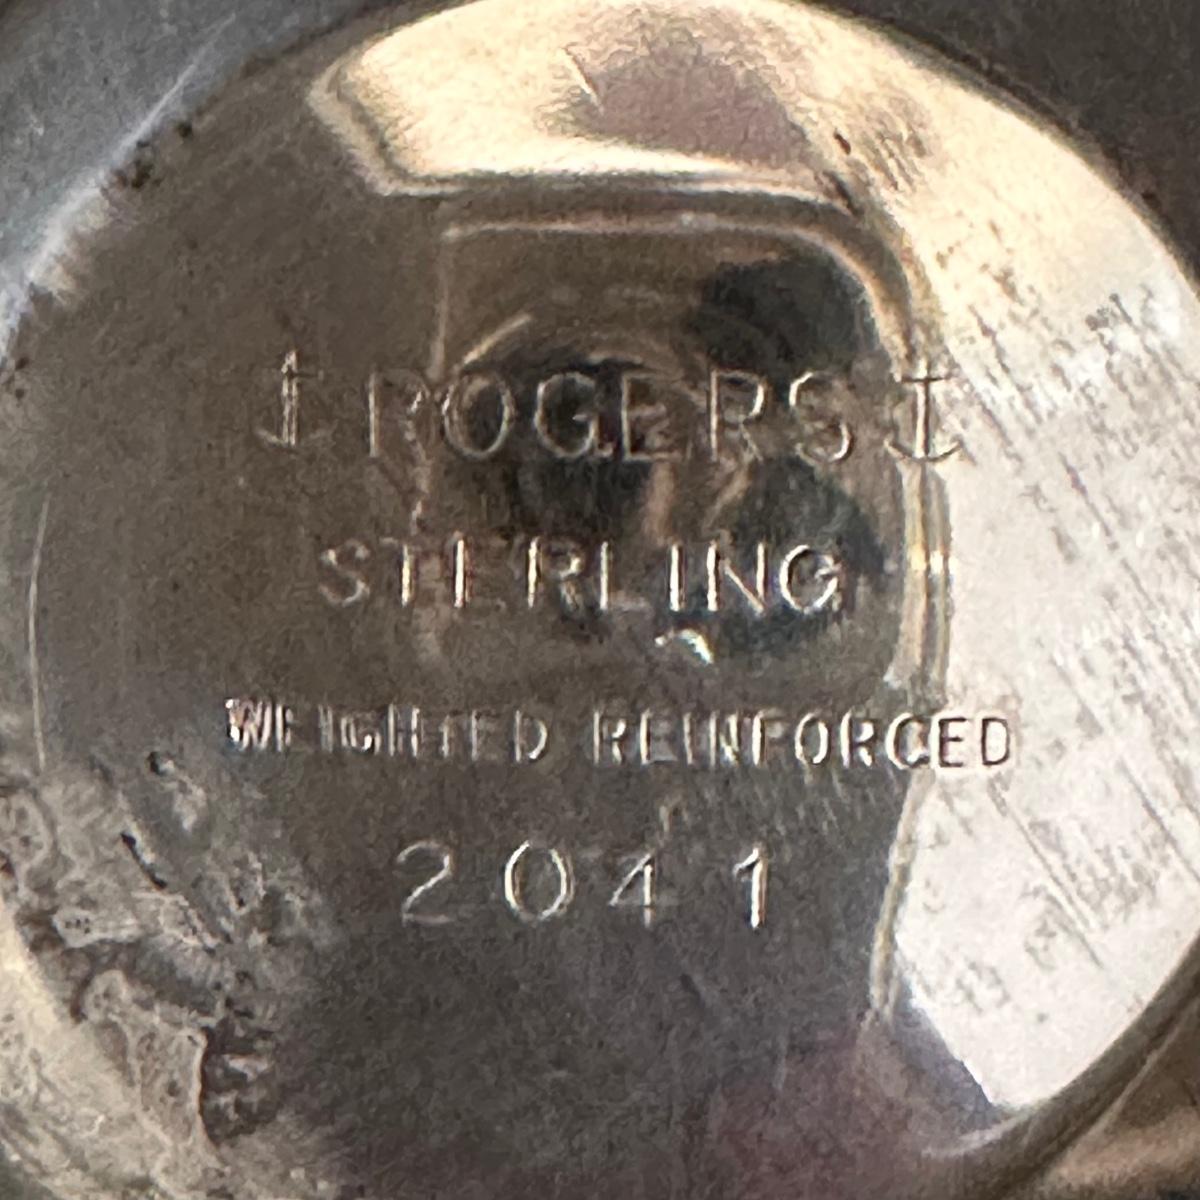 ⚓ROGERS⚓
STERLING
WEIGHTED REINFORCED
2041